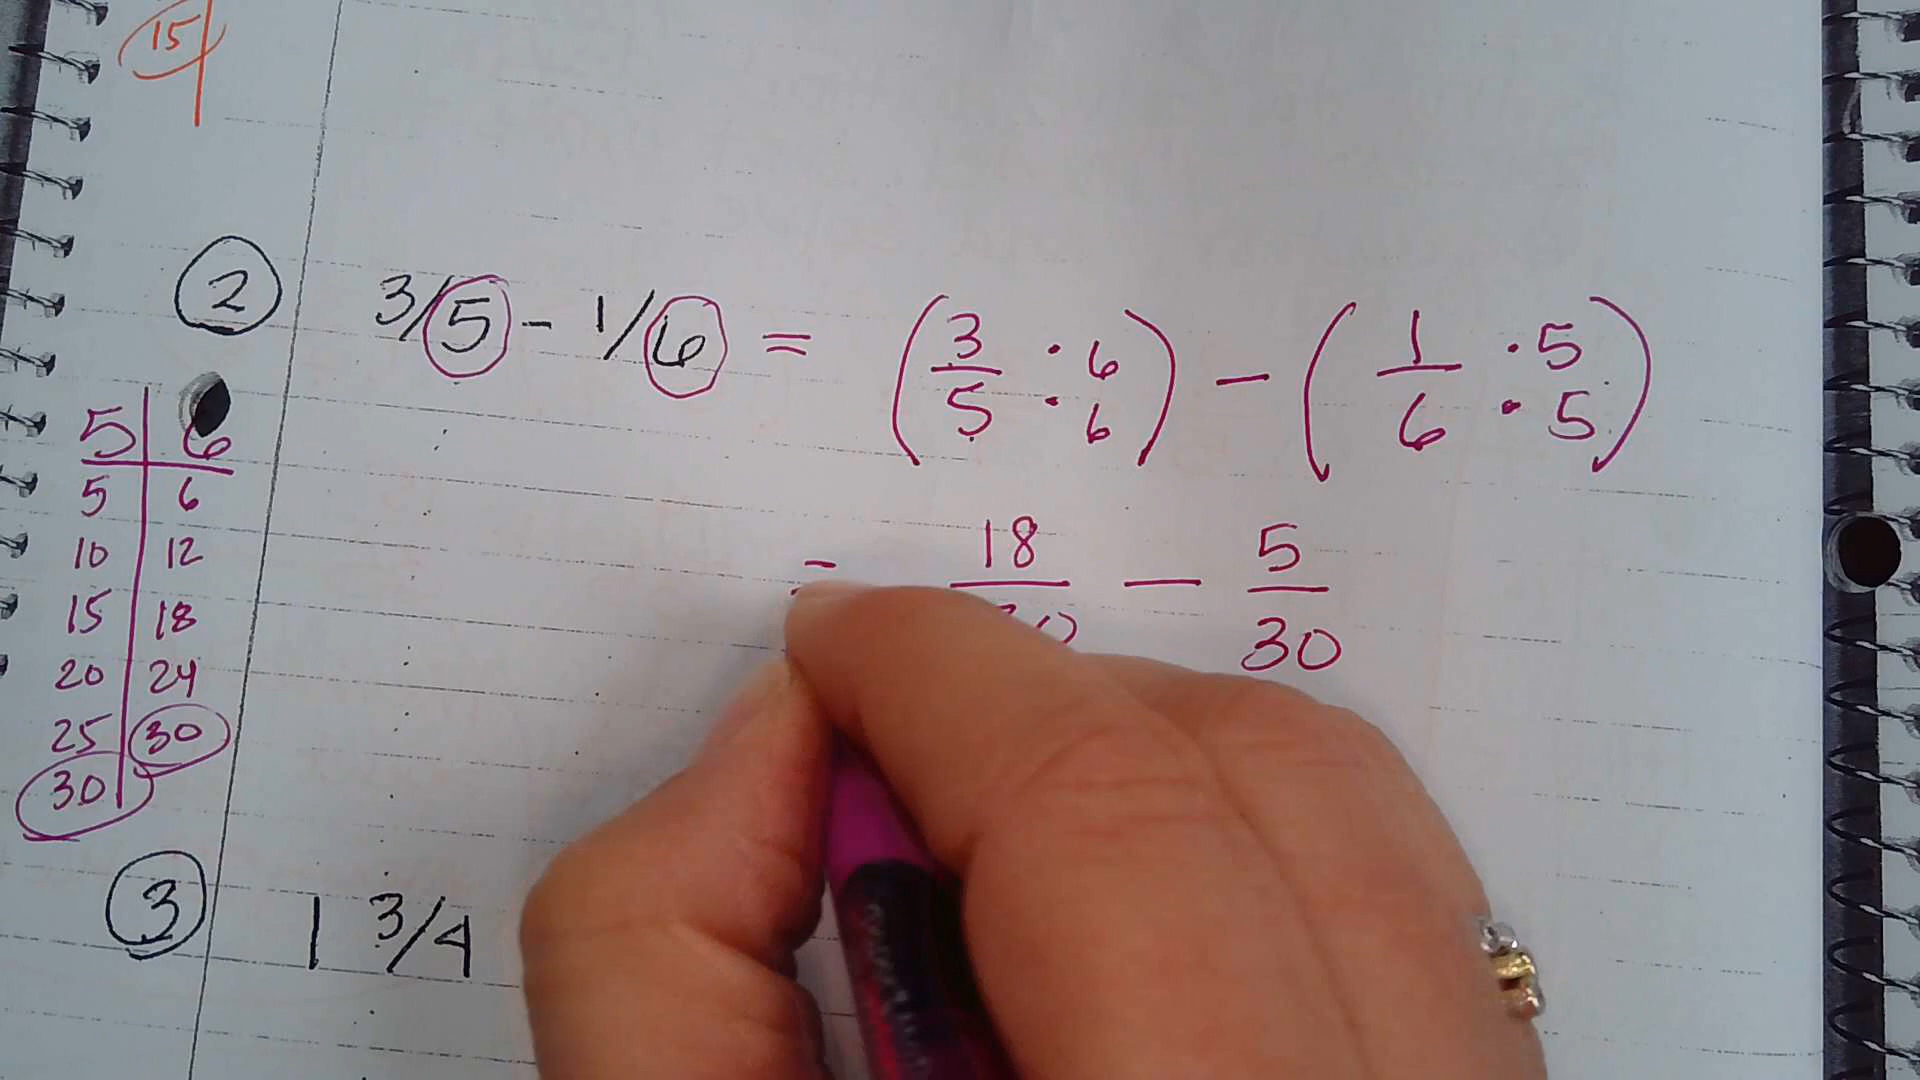 15
2 3/5 - 1/6 = (3/5 · 6/6) - (1/6 · 5/5)
5 6
5 6
10 12
15 18
20 24
25 30
30
= 18/30 - 5/30
3 1 3/4